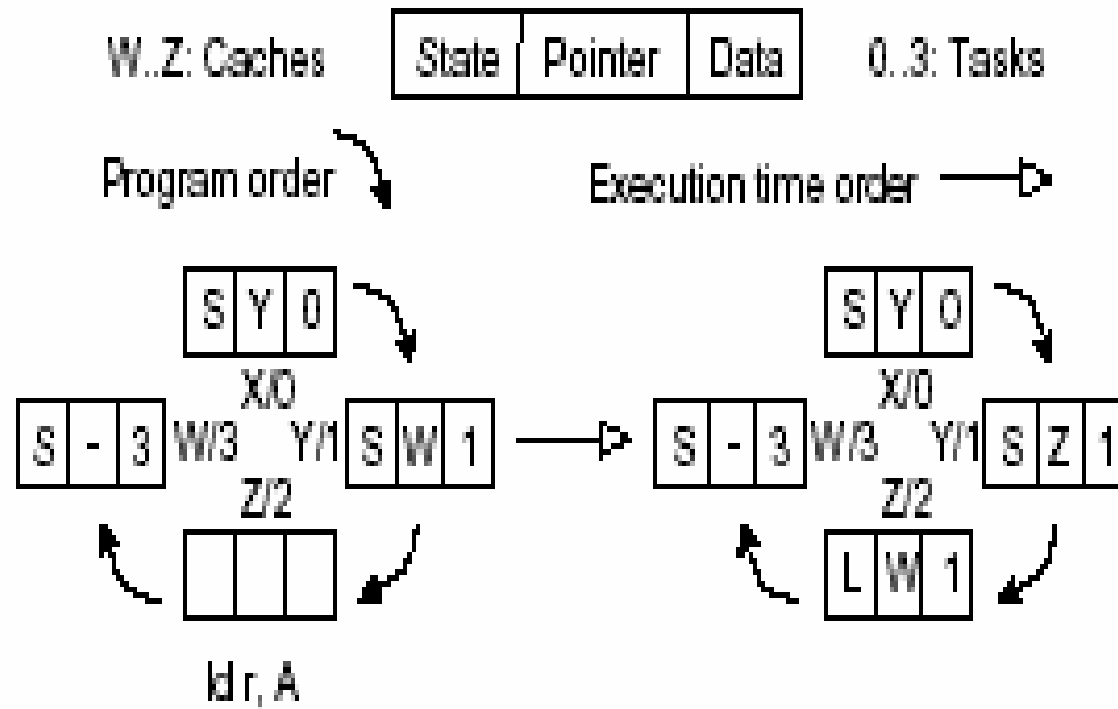 W..Z: Caches State Pointer Data 0..3: Tasks
Program order Execution time order
S Y 0 S Y 0
X/0 X/0
S - 3 W/3 Y/1 S W 1 S - 3 W/3 Y/1 S Z 1
Z/2 Z/2
L W 1
ld r, A